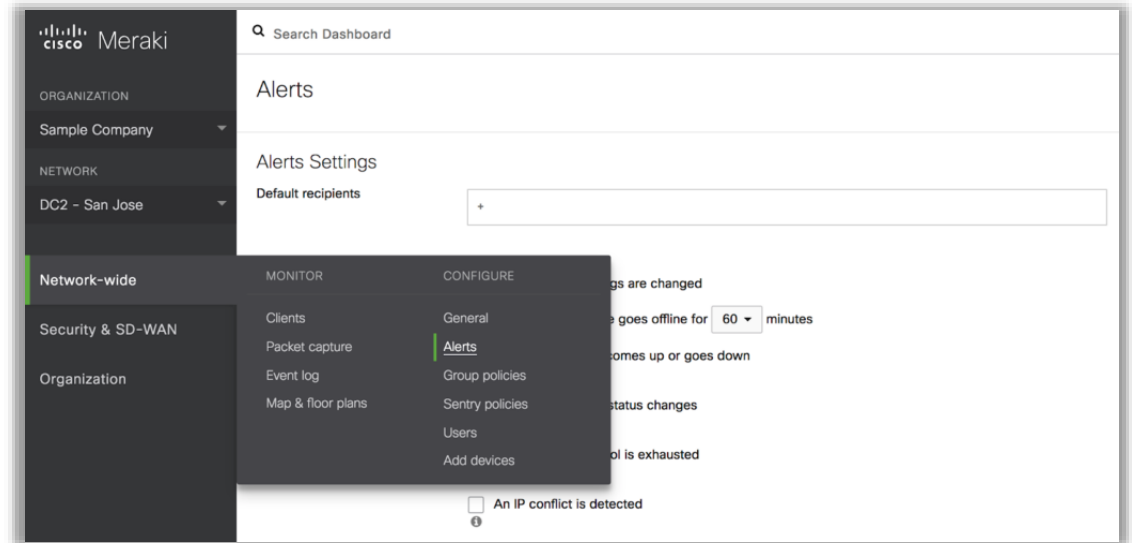 cisco Meraki
Search Dashboard
ORGANIZATION
Sample Company
NETWORK
DC2 - San Jose
Network-wide
Security & SD-WAN
Organization
MONITOR
Clients
Packet capture
Event log
Map & floor plans
CONFIGURE
General
Alerts
Group policies
Sentry policies
Users
Add devices
Alerts
Alerts Settings
Default recipients
+
are changed
goes offline for 60 minutes
up or goes down
status changes
is exhausted
An IP conflict is detected